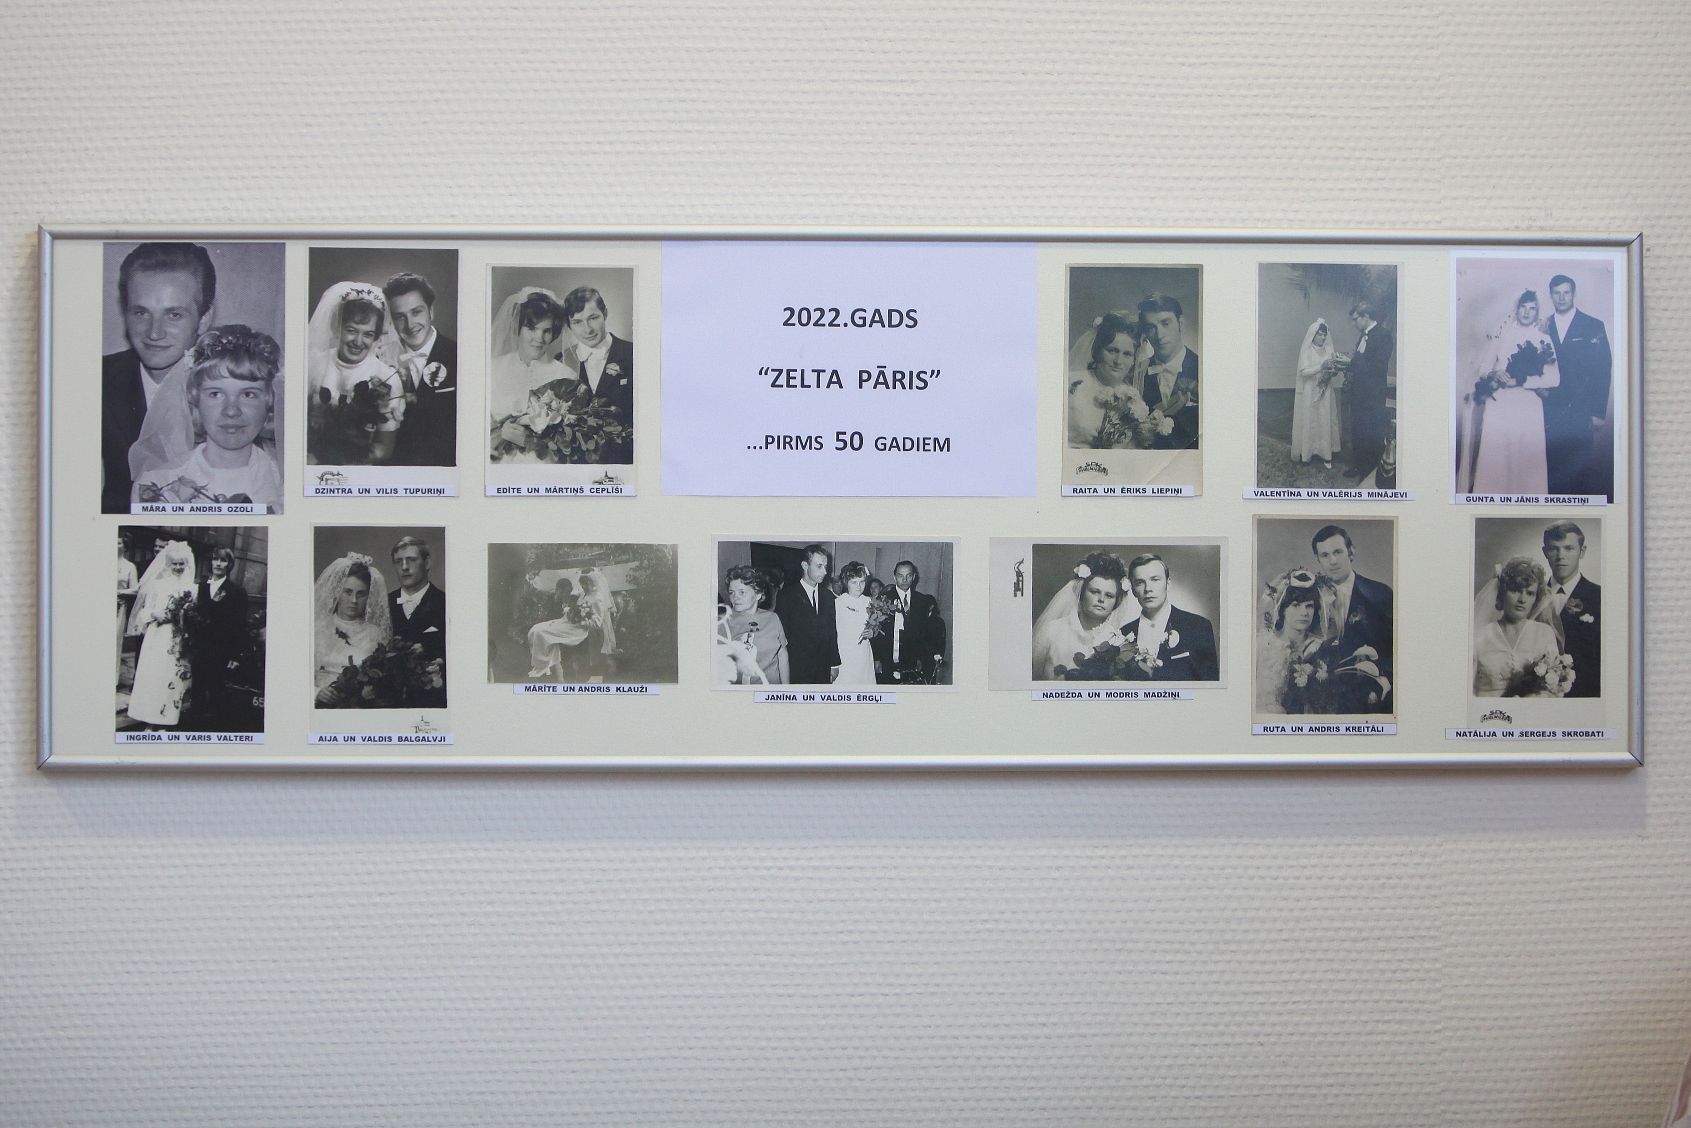 2022.GADS
“ZELTA PĀRIS”
...PIRMS 50 GADIEM
MĀRA UN ANDRIS OZOLI
DZINTRA UN VILIS TUPURIŅI
EDĪTE UN MĀRTIŅŠ CEPLĪŠI
RAITA UN ĒRIKS LIEPIŅI
VALENTĪNA UN VALĒRIJS MINĀJEVI
GUNTA UN JĀNIS SKRASTIŅI
INGRĪDA UN VARIS VALTERI
AIJA UN VALDIS BALGALVJI
MĀRĪTE UN ANDRIS KLAUŽI
JANĪNA UN VALDIS ĒRGĻI
NADEŽDA UN MODRIS MADŽIŅI
RUTA UN ANDRIS KREITĀLI
NATĀLIJA UN SERGEJS SKROBATI
65